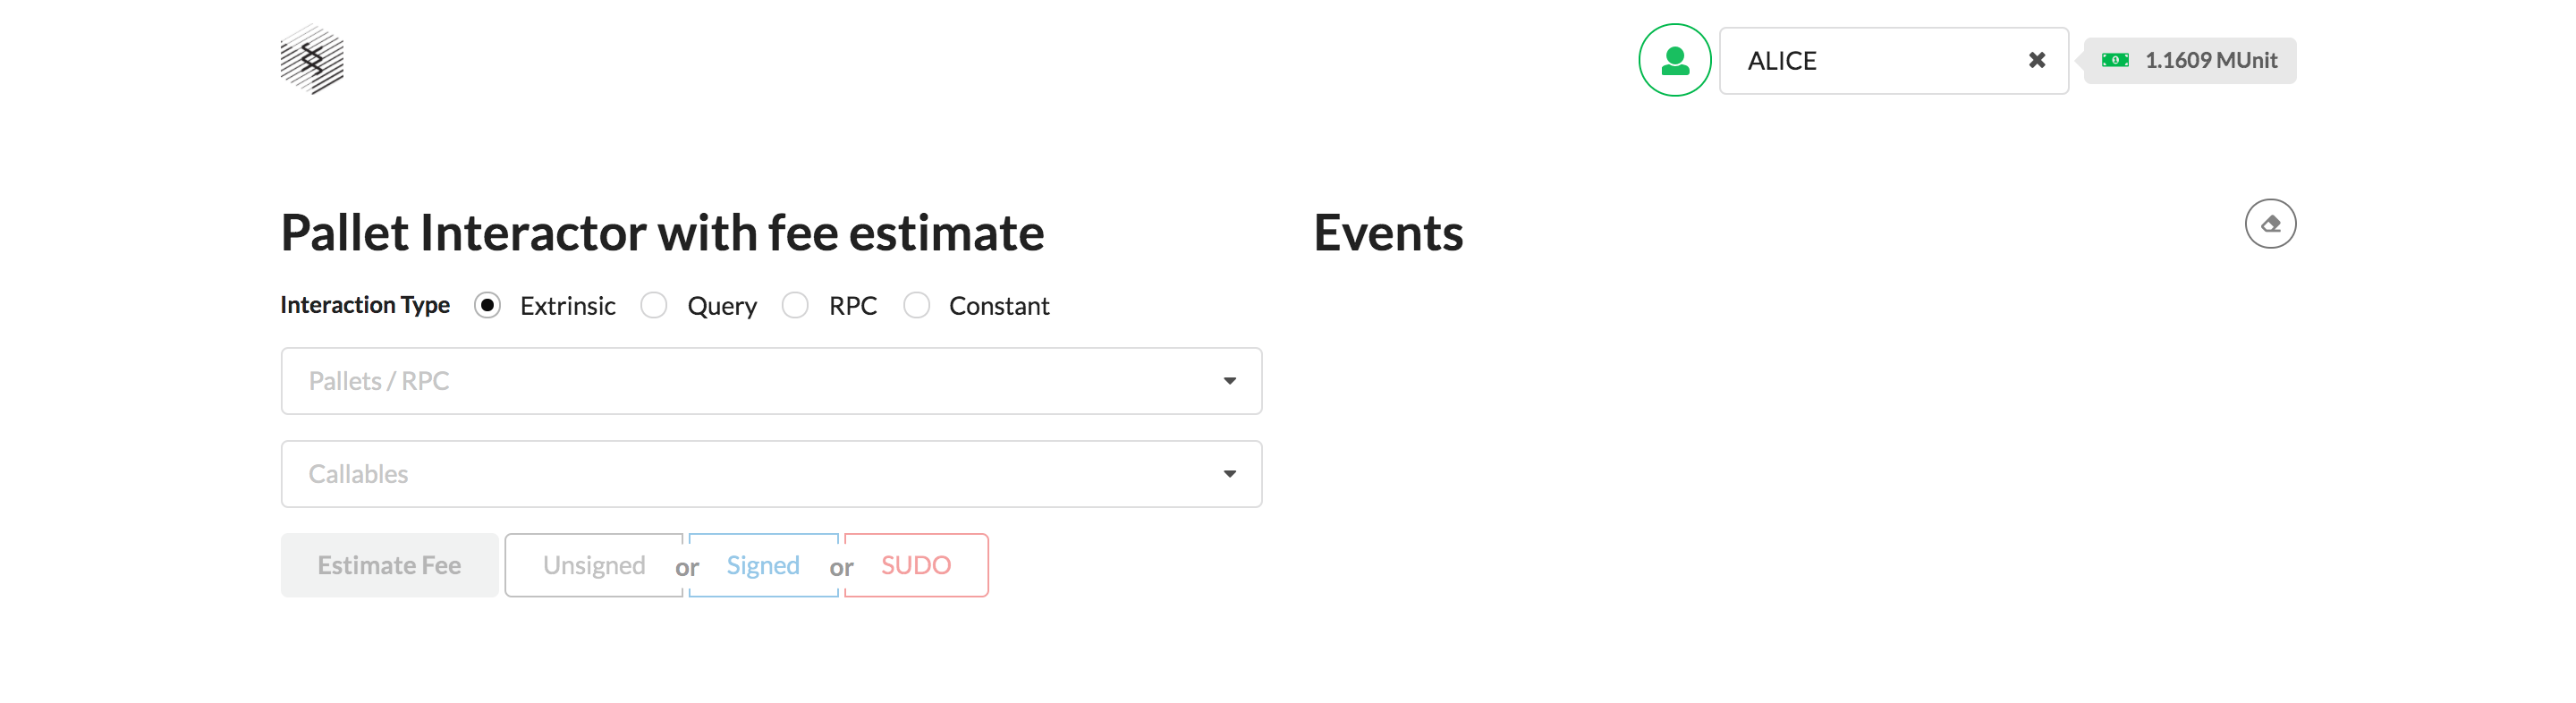 ALICE
1.1609 MUnit
Pallet Interactor with fee estimate
Events
Interaction Type Extrinsic Query RPC Constant
Pallets / RPC
Callables
Estimate Fee Unsigned or Signed or SUDO